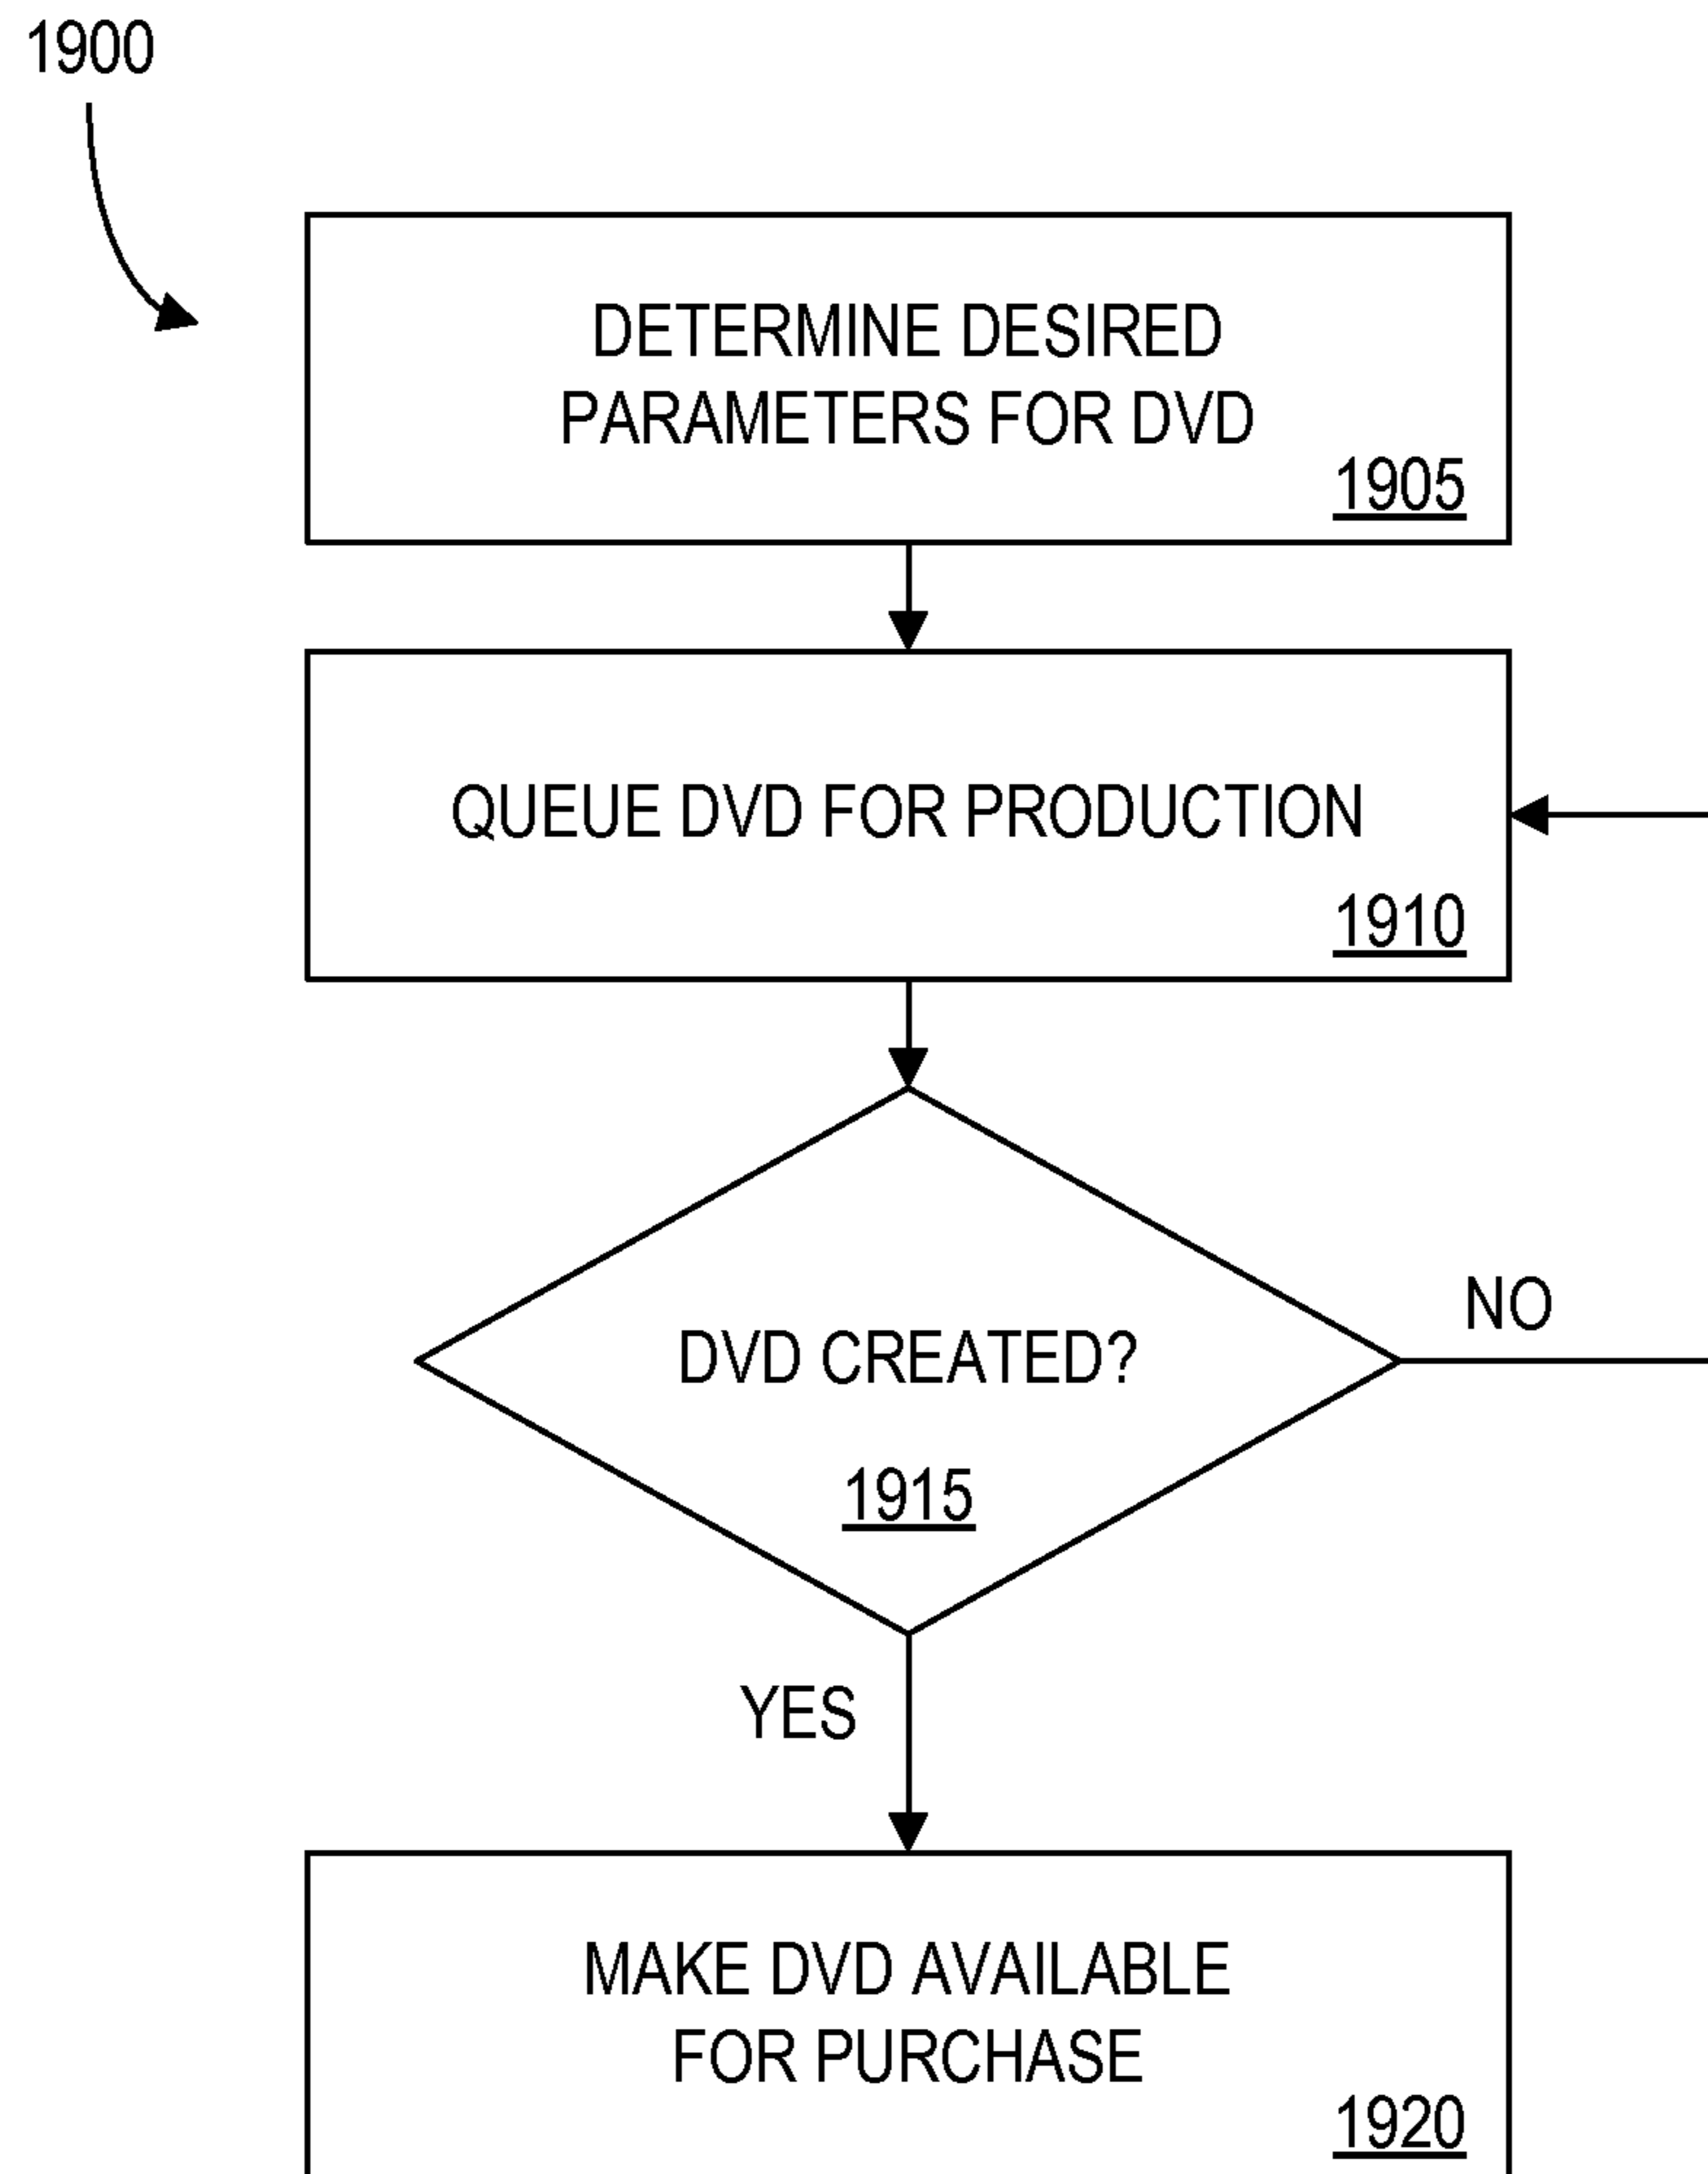 1900
DETERMINE DESIRED
PARAMETERS FOR DVD
1905
QUEUE DVD FOR PRODUCTION
1910
DVD CREATED?
1915
NO
YES
MAKE DVD AVAILABLE
FOR PURCHASE
1920